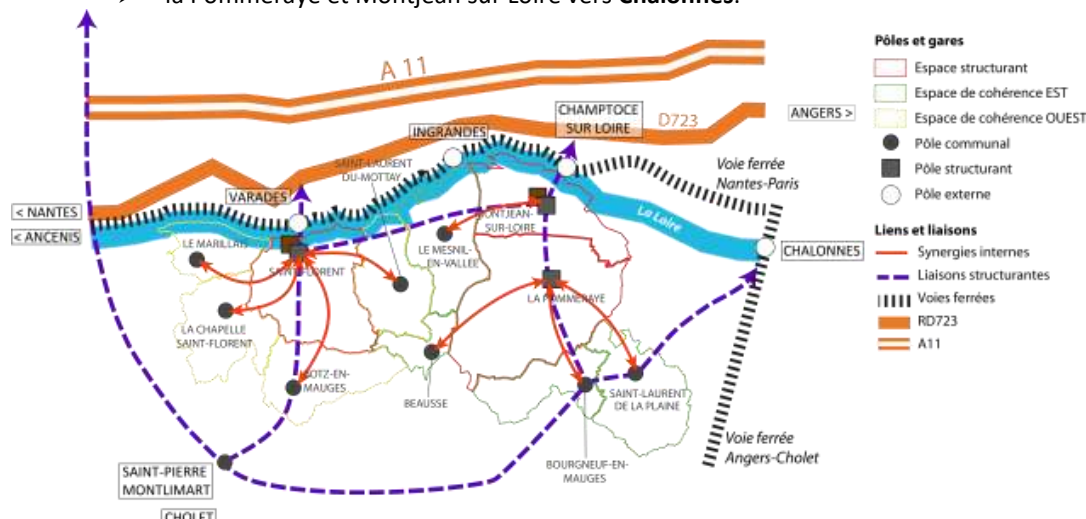 la Pommeraye et Montjean sur Loire vers Chalonnes.
A 11
CHAMPTOCE
SUR LOIRE
D723
ANGERS >
INGRANDES
SAINT-LAURENT
DU-MOTTAY
Voie ferrée
Nantes-Paris
VARADES
< NANTES
< ANCENIS
La Loire
LE MARILLAIS
MONTJEAN-
SUR-LOIRE
LE MESNIL-
EN-VALLEE
CHALONNES
SAINT-FLORENT
LA POMMERAYE
LA CHAPELLE
SAINT-FLORENT
BOTZ-EN-
MAUGES
BEAUSSE
SAINT-LAURENT
DE LA PLAINE
Voie ferrée
Angers-Cholet
BOURGNEUF-EN-
MAUGES
SAINT-PIERRE
MONTLIMART
CHOLET
Pôles et gares
Espace structurant
Espace de cohérence EST
Espace de cohérence OUEST
Pôle communal
Pôle structurant
Pôle externe
Liens et liaisons
Synergies internes
Liaisons structurantes
Voies ferrées
RD723
A11